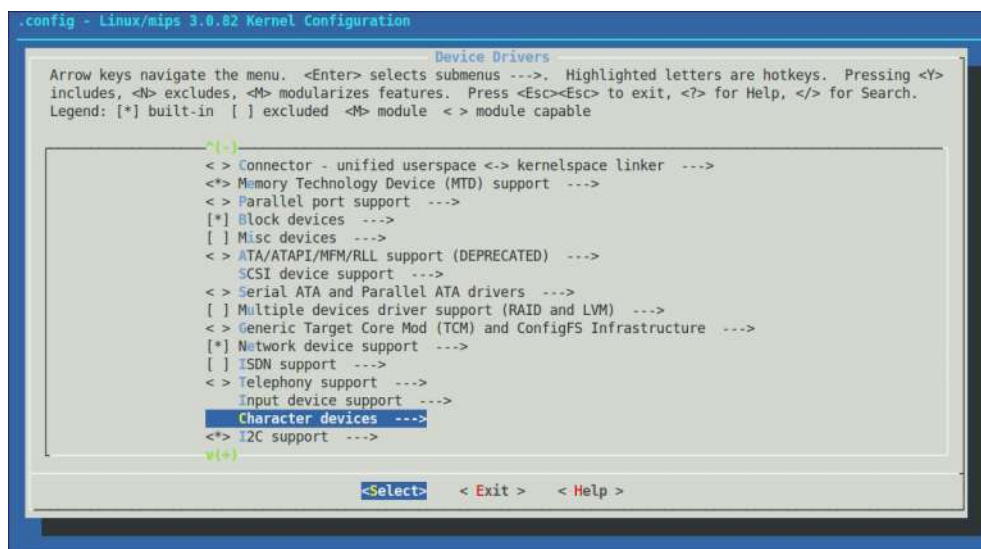 .config - Linux/mips 3.0.82 Kernel Configuration
Device Drivers
Arrow keys navigate the menu.  <Enter> selects submenus --->.  Highlighted letters are hotkeys.  Pressing <Y>
includes, <N> excludes, <M> modularizes features.  Press <Esc><Esc> to exit, <?> for Help, </> for Search.
Legend: [*] built-in  [ ] excluded  <M> module  < > module capable
^(-)
< > Connector - unified userspace <-> kernelspace linker  --->
<*> Memory Technology Device (MTD) support  --->
< > Parallel port support  --->
[*] Block devices  --->
[ ] Misc devices  --->
< > ATA/ATAPI/MFM/RLL support (DEPRECATED)  --->
SCSI device support  --->
< > Serial ATA and Parallel ATA drivers  --->
[ ] Multiple devices driver support (RAID and LVM)  --->
< > Generic Target Core Mod (TCM) and ConfigFS Infrastructure  --->
[*] Network device support  --->
[ ] ISDN support  --->
< > Telephony support  --->
Input device support  --->
Character devices  --->
<*> I2C support  --->
v(+)
<Select>    < Exit >    < Help >